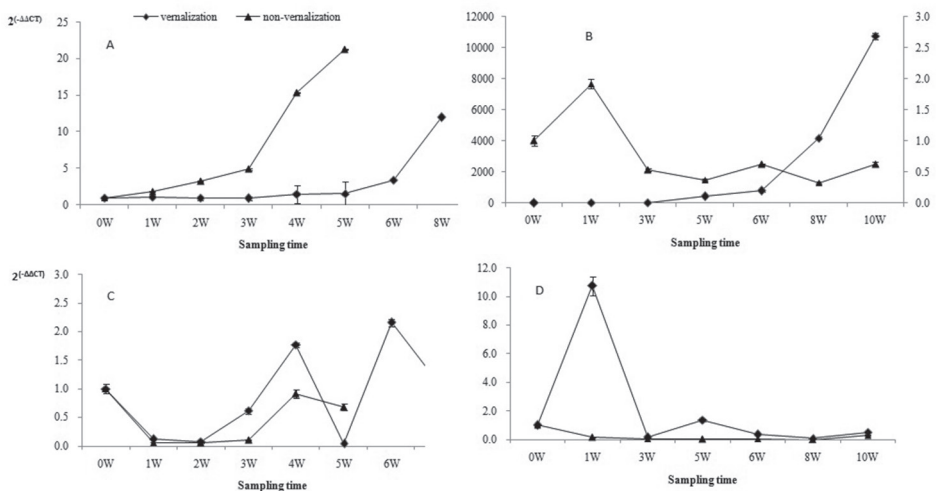 2(-ΔΔCT)
vernalization
non-vernalization
A
25
20
15
10
5
0
0W 1W 2W 3W 4W 5W 6W 8W
Sampling time
B
12000
10000
8000
6000
4000
2000
0
3.0
2.5
2.0
1.5
1.0
0.5
0.0
0W 1W 3W 5W 6W 8W 10W
Sampling time
2(-ΔΔCT)
C
3.0
2.5
2.0
1.5
1.0
0.5
0.0
0W 1W 2W 3W 4W 5W 6W
Sampling time
D
12.0
10.0
8.0
6.0
4.0
2.0
0.0
0W 1W 3W 5W 6W 8W 10W
Sampling time